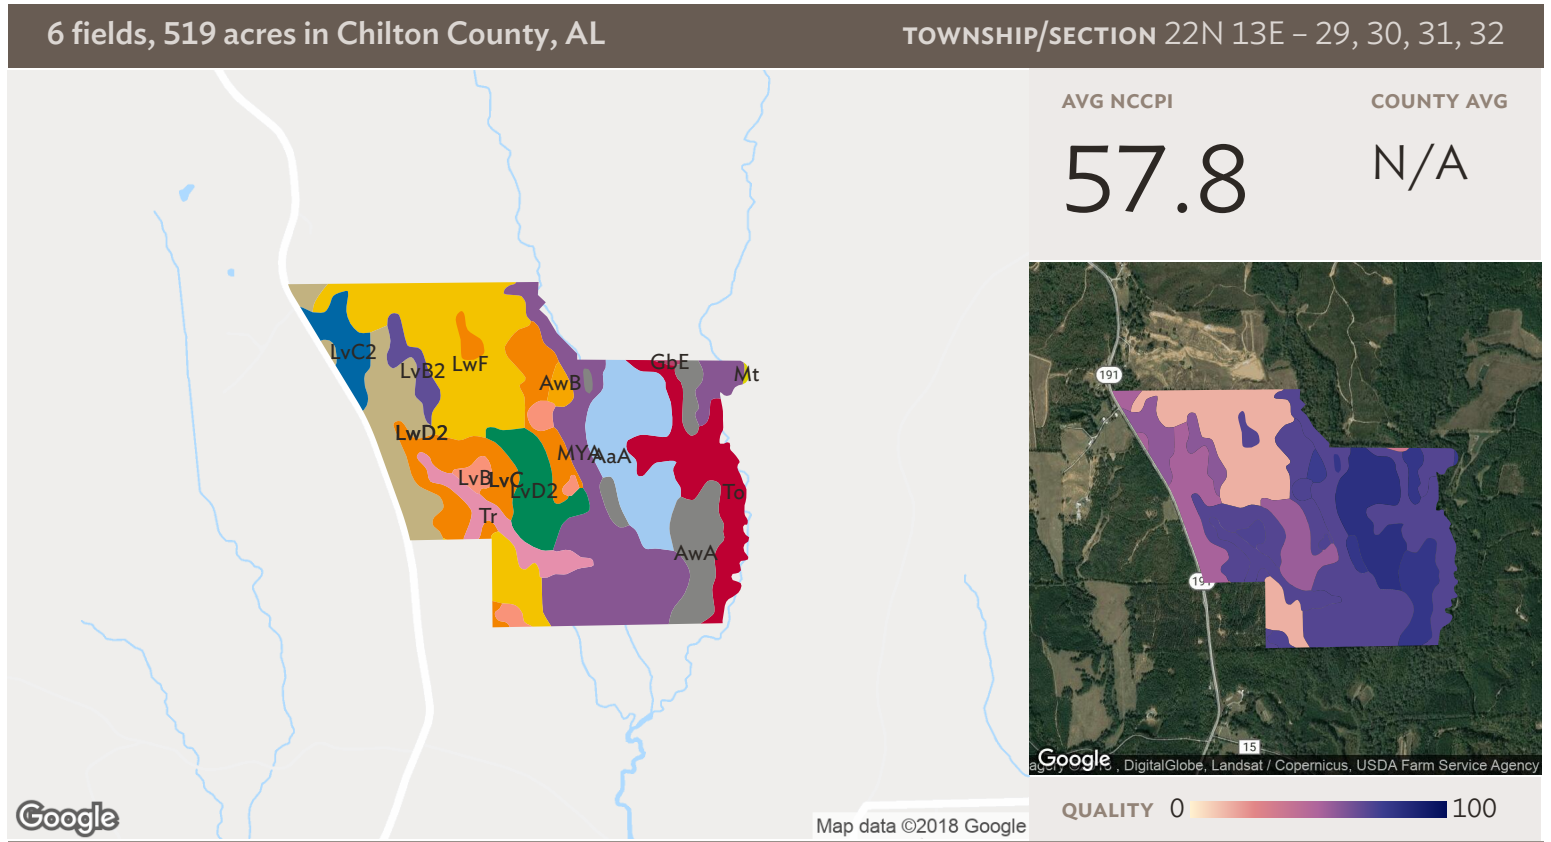 6 fields, 519 acres in Chilton County, AL
TOWNSHIP/SECTION 22N 13E – 29, 30, 31, 32
AVG NCCPI
COUNTY AVG
57.8
N/A
LvC2
LvB2
LwF
AwB
GbE
Mt
LwD2
MYA
AaA
LvB
LvC
LvD2
To
Tr
AwA
191
191
15
Google
, DigitalGlobe, Landsat / Copernicus, USDA Farm Service Agency
Google
Map data ©2018 Google
QUALITY 0
100